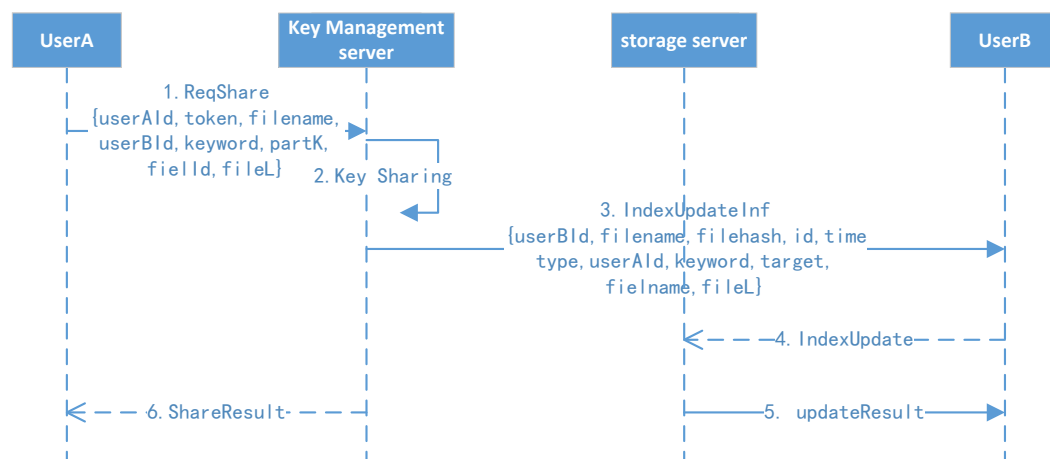 UserA
Key Management
server
storage server
UserB
1. ReqShare
{userAId, token, filename,
userBId, keyword, partK,
fielId, fileL}
2. Key Sharing
3. IndexUpdateInf
{userBId, filename, filehash, id, time
type, userAId, keyword, target,
fielname, fileL}
4. IndexUpdate
6. ShareResult
5. updateResult